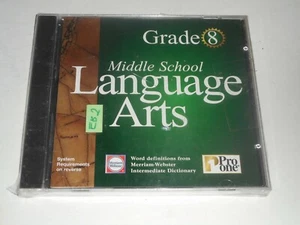 Grade 8
Middle School
Language
Arts
System
Requirements
on reverse
Word definitions from
Merriam-Webster
Intermediate Dictionary
Pro
one